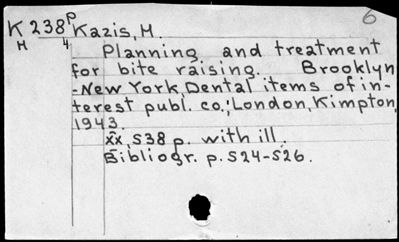 6
K 238 P Kazis, M.
H 4 Planning and treatment
for bite raising. Brooklyn
-New York, Dental items of in-
terest publ. co.; London, Kimpton,
1943.
xx, 538 p. with ill.
Bibliogr. p. 524-526.